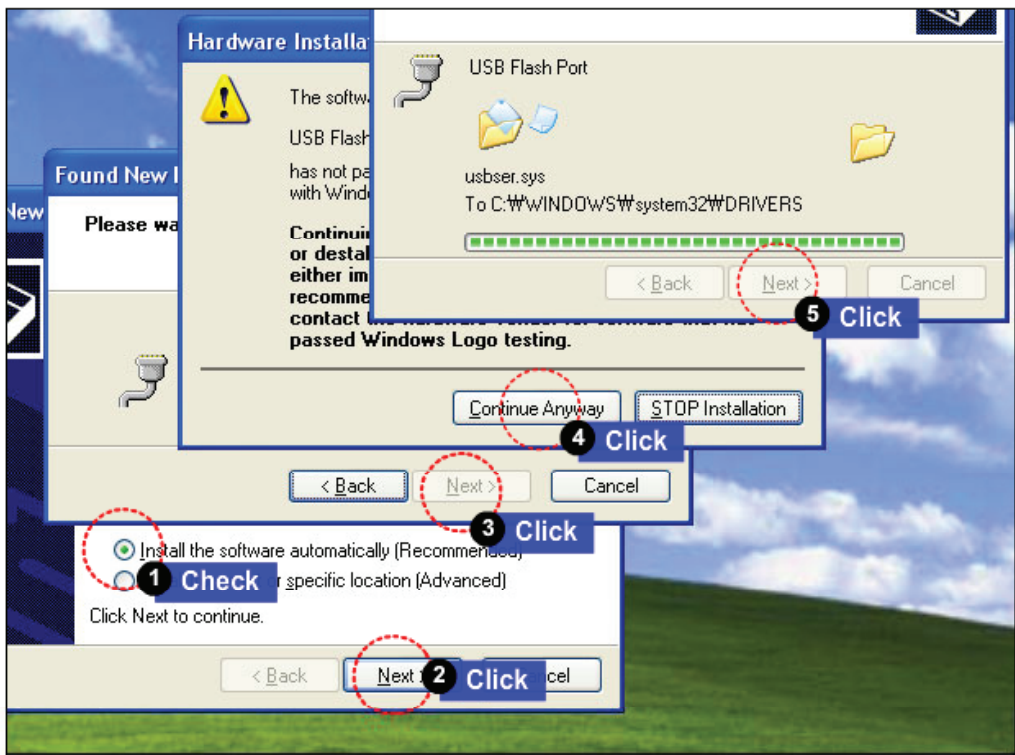 Hardware Installa
USB Flash Port
The softw
USB Flash
has not pa
with Wind
usbser.sys
To C:₩WINDOWS₩system32₩DRIVERS
Found New
New
Please wa
Continuin
or destal
either im
recomme
contact
passed Windows Logo testing.
< Back
Next >
Cancel
5 Click
Continue Anyway
STOP Installation
4 Click
< Back
Next >
Cancel
3 Click
Install the software automatically (Recommended)
1 Check
specific location (Advanced)
Click Next to continue.
< Back
Next
2 Click
cel